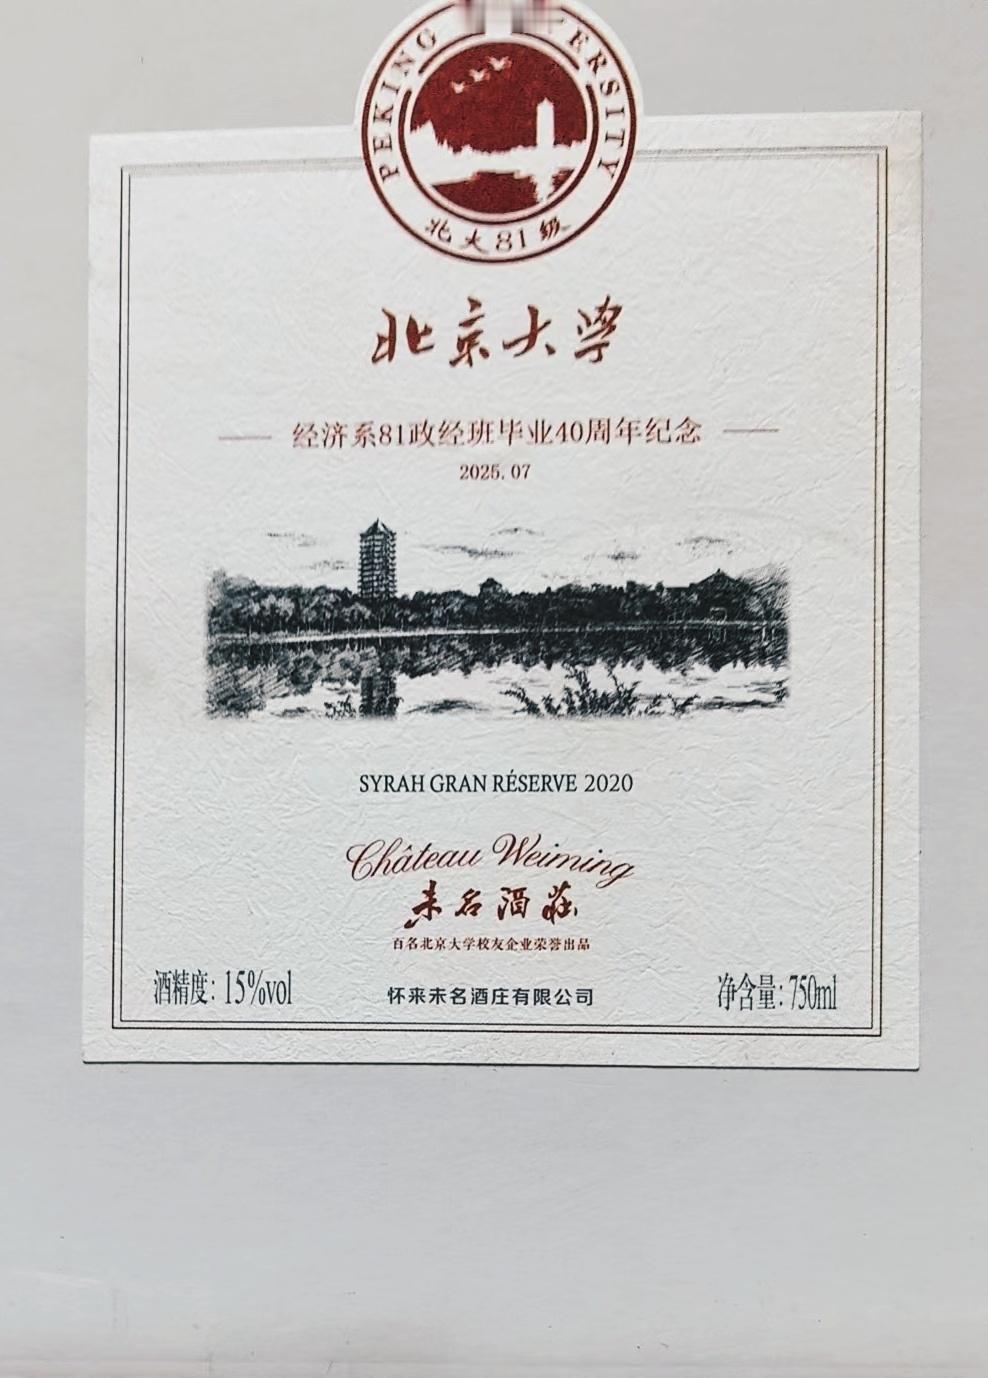 PEKING UNIVERSITY
北大81级
北京大学
经济系81政经班毕业40周年纪念
2025.07
SYRAH GRAN RÉSERVE 2020
Château Weiming
未名酒莊
百名北京大学校友企业荣誉出品
酒精度: 15%vol
怀来未名酒庄有限公司
净含量: 750ml